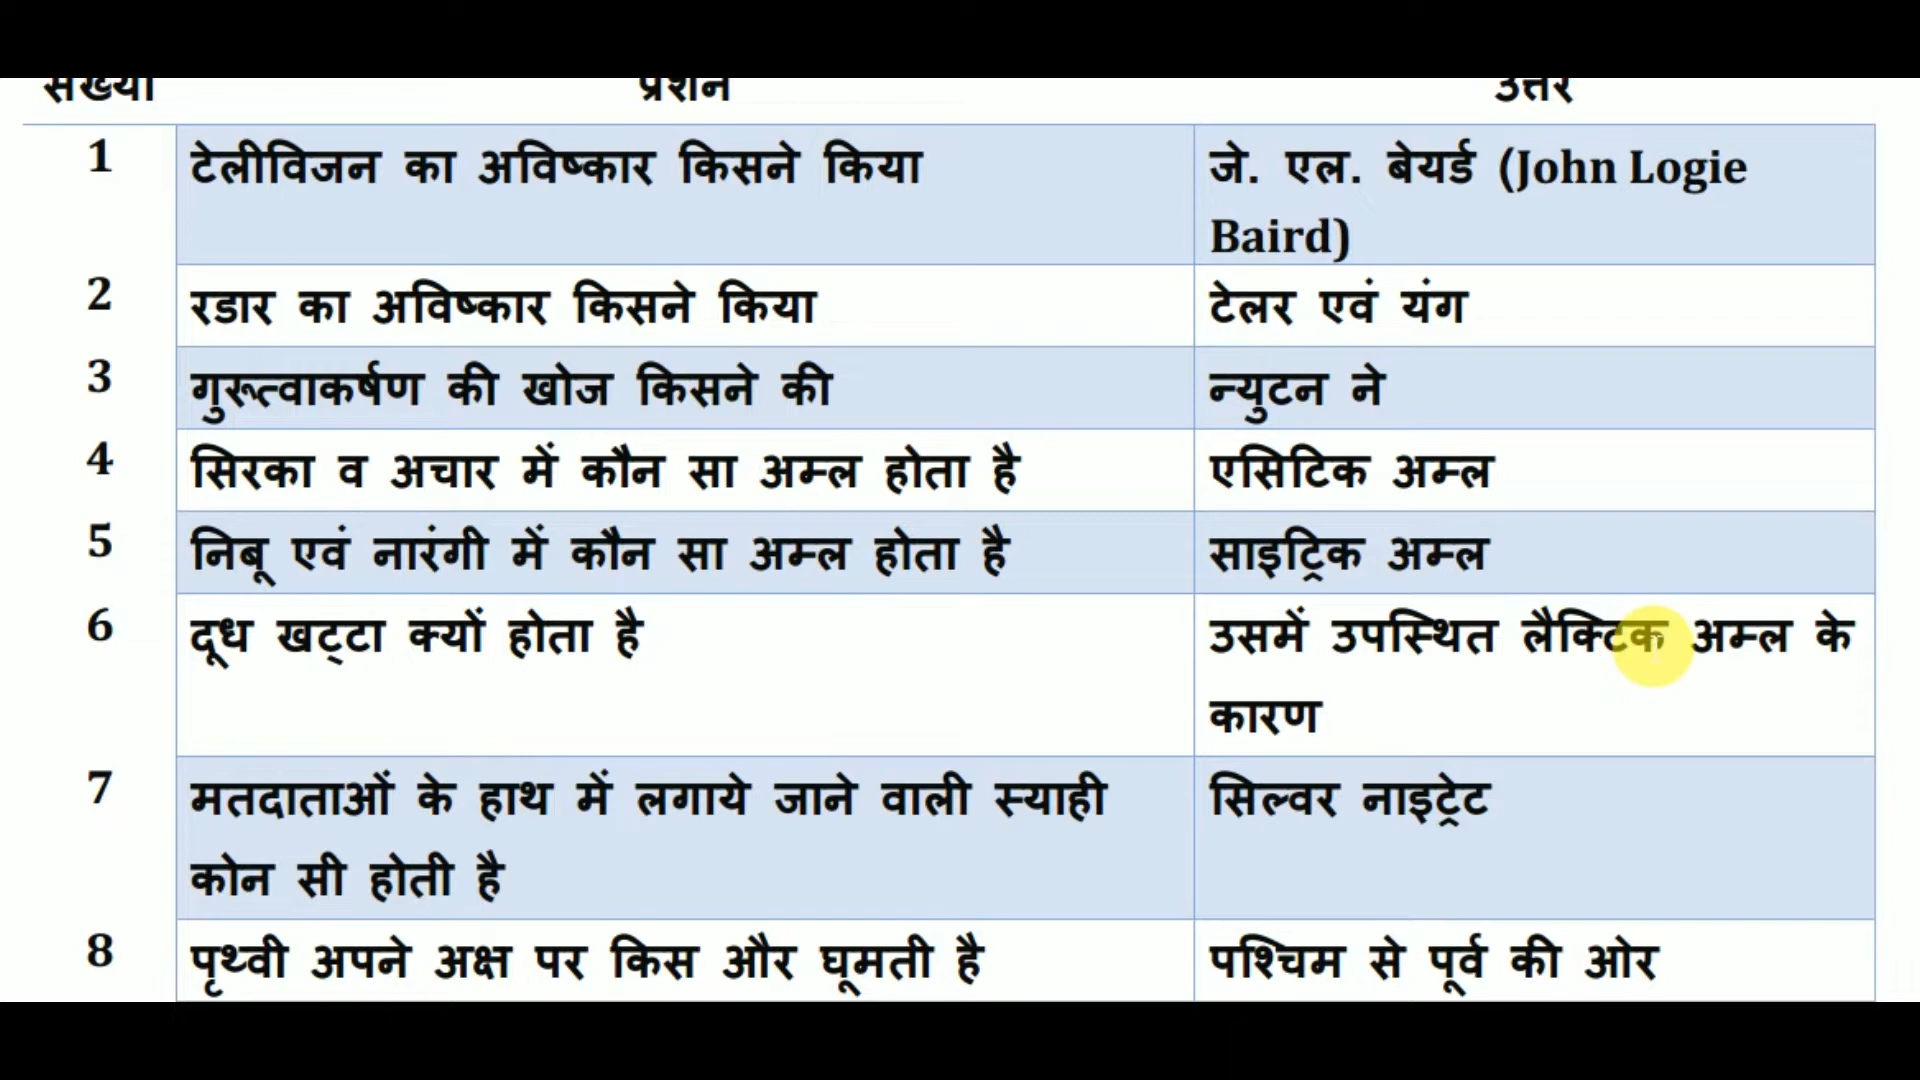 संख्या प्रशन उत्तर
1 टेलीविजन का अविष्कार किसने किया जे. एल. बेयर्ड (John Logie
Baird)
2 रडार का अविष्कार किसने किया टेलर एवं यंग
3 गुरूत्वाकर्षण की खोज किसने की न्युटन ने
4 सिरका व अचार में कौन सा अम्ल होता है एसिटिक अम्ल
5 निबू एवं नारंगी में कौन सा अम्ल होता है साइट्रिक अम्ल
6 दूध खट्टा क्यों होता है उसमें उपस्थित लैक्टिक अम्ल के
कारण
7 मतदाताओं के हाथ में लगाये जाने वाली स्याही सिल्वर नाइट्रेट
कोन सी होती है
8 पृथ्वी अपने अक्ष पर किस और घूमती है पश्चिम से पूर्व की ओर